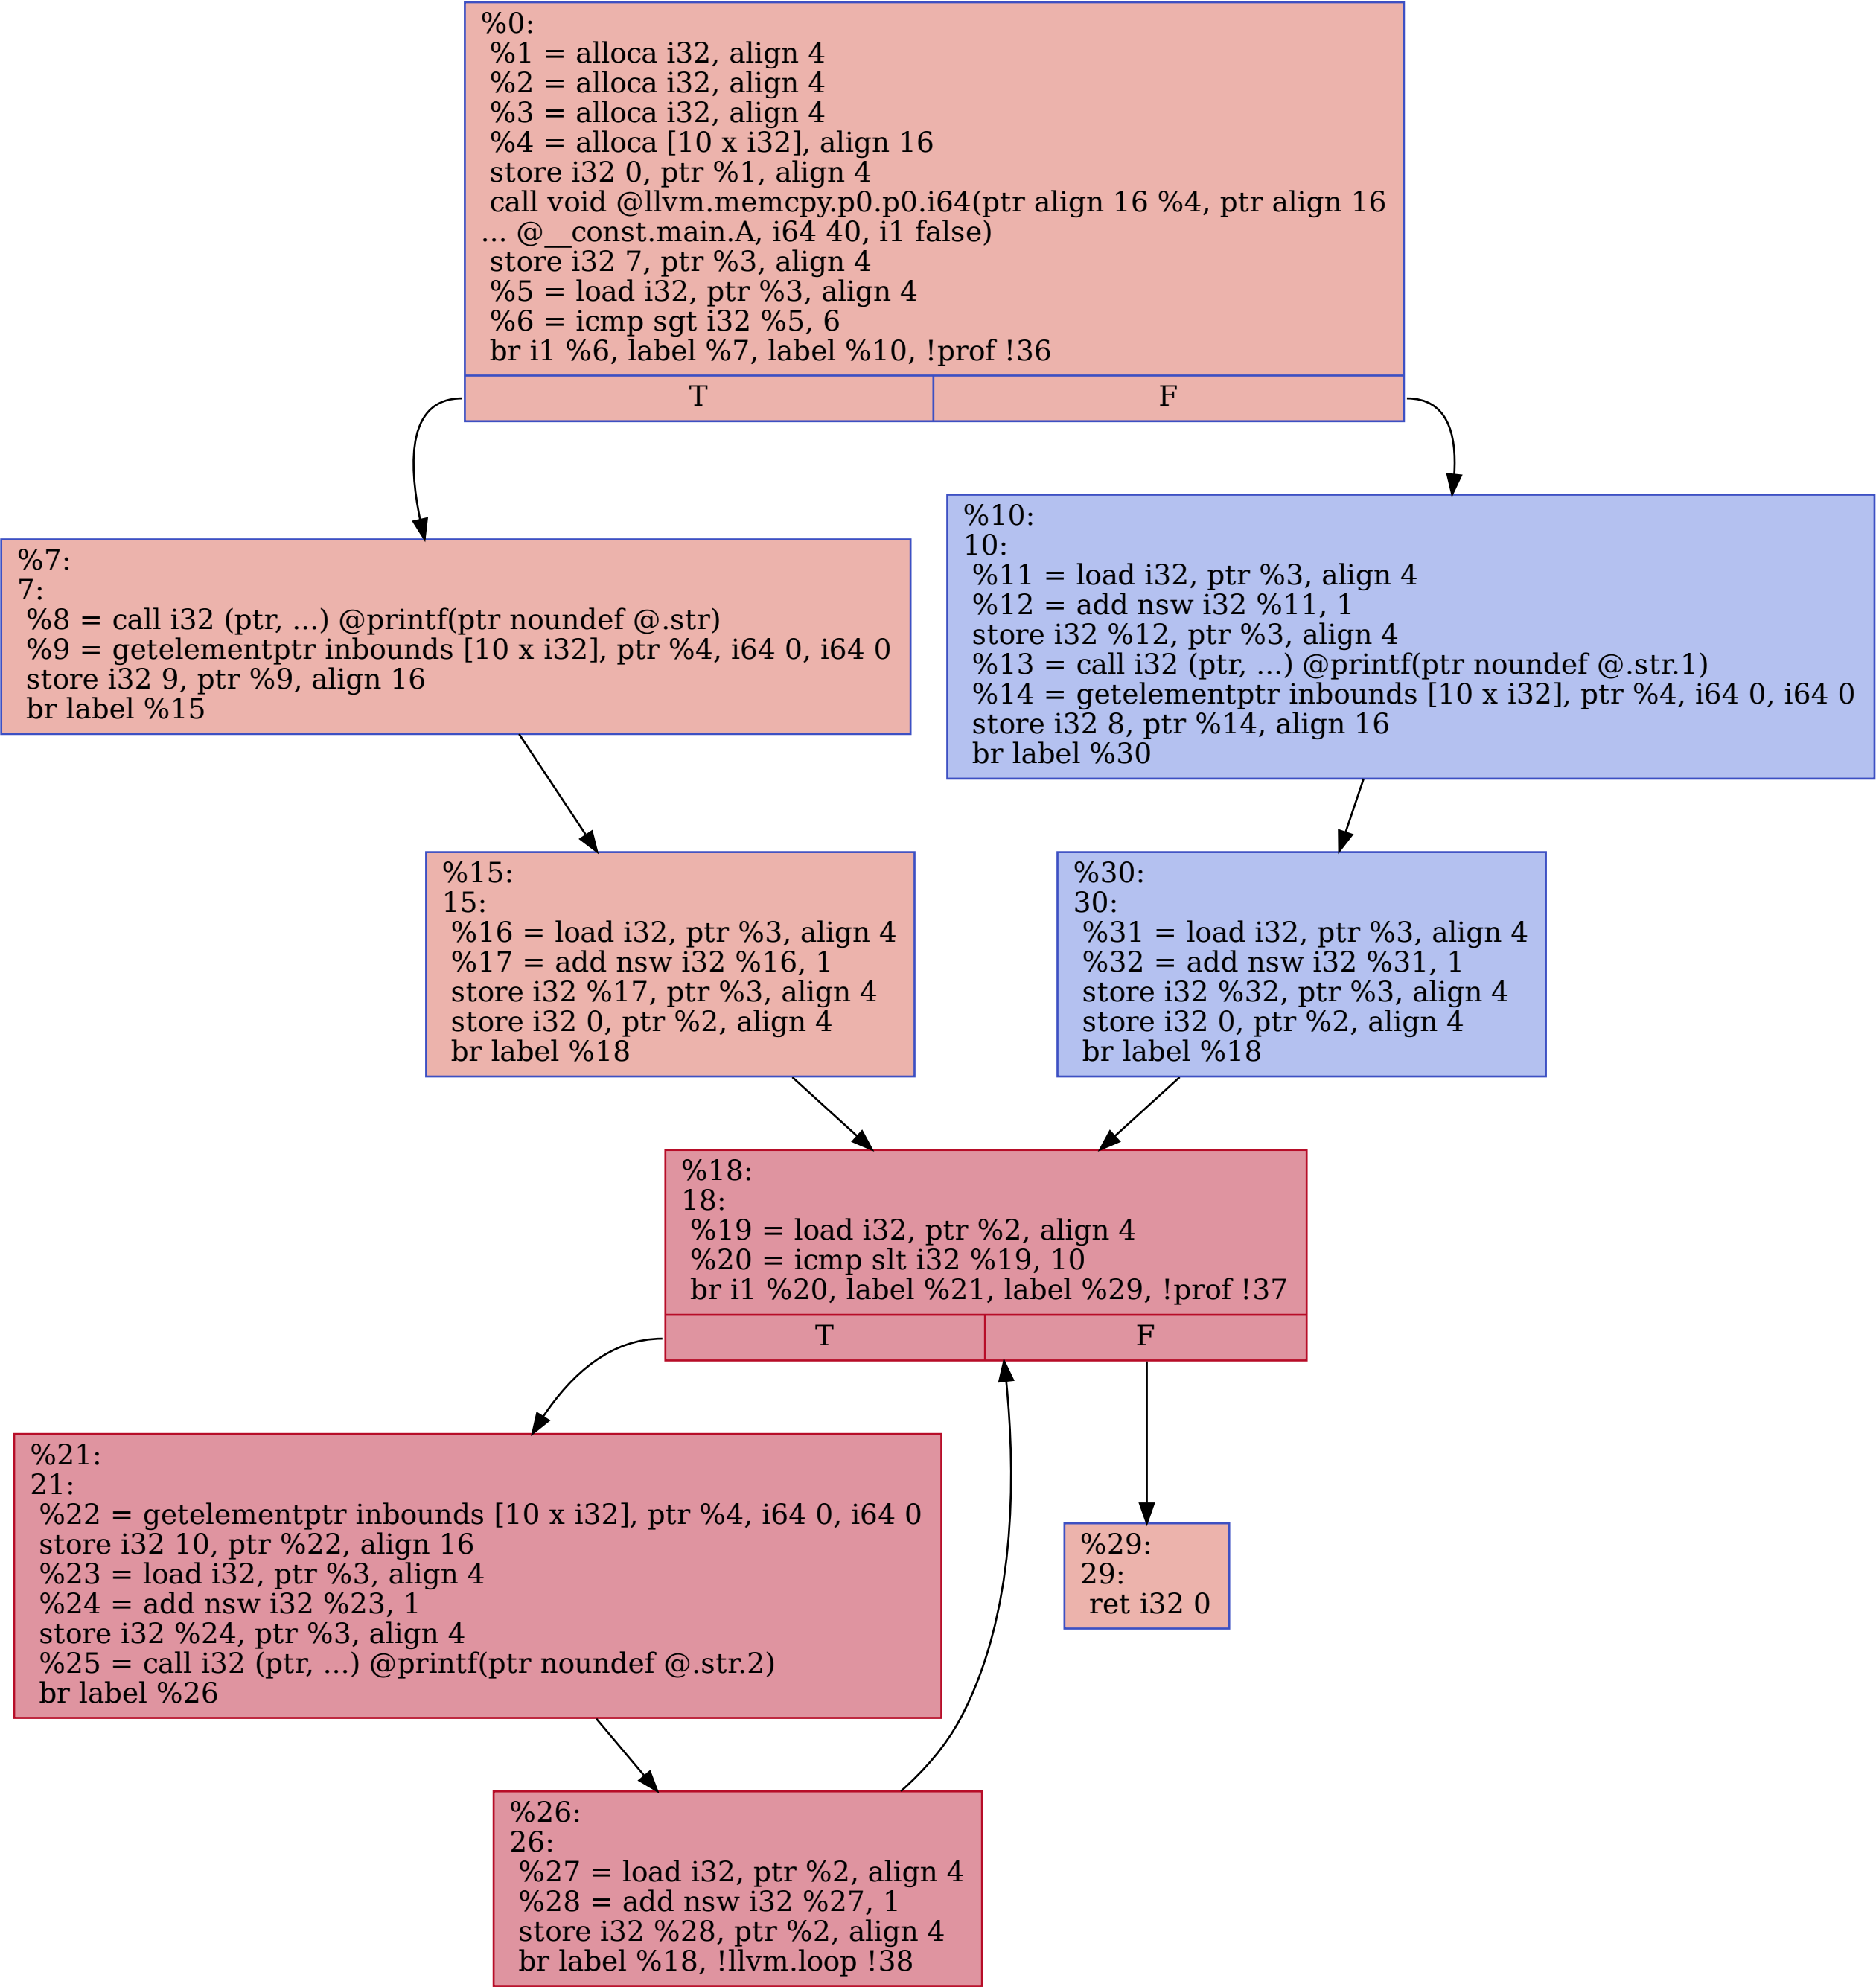 %0:
%1 = alloca i32, align 4
%2 = alloca i32, align 4
%3 = alloca i32, align 4
%4 = alloca [10 x i32], align 16
store i32 0, ptr %1, align 4
call void @llvm.memcpy.p0.p0.i64(ptr align 16 %4, ptr align 16
... @__const.main.A, i64 40, i1 false)
store i32 7, ptr %3, align 4
%5 = load i32, ptr %3, align 4
%6 = icmp sgt i32 %5, 6
br i1 %6, label %7, label %10, !prof !36
T
F
%7:
7:
%8 = call i32 (ptr, ...) @printf(ptr noundef @.str)
%9 = getelementptr inbounds [10 x i32], ptr %4, i64 0, i64 0
store i32 9, ptr %9, align 16
br label %15
%10:
10:
%11 = load i32, ptr %3, align 4
%12 = add nsw i32 %11, 1
store i32 %12, ptr %3, align 4
%13 = call i32 (ptr, ...) @printf(ptr noundef @.str.1)
%14 = getelementptr inbounds [10 x i32], ptr %4, i64 0, i64 0
store i32 8, ptr %14, align 16
br label %30
%15:
15:
%16 = load i32, ptr %3, align 4
%17 = add nsw i32 %16, 1
store i32 %17, ptr %3, align 4
store i32 0, ptr %2, align 4
br label %18
%30:
30:
%31 = load i32, ptr %3, align 4
%32 = add nsw i32 %31, 1
store i32 %32, ptr %3, align 4
store i32 0, ptr %2, align 4
br label %18
%18:
18:
%19 = load i32, ptr %2, align 4
%20 = icmp slt i32 %19, 10
br i1 %20, label %21, label %29, !prof !37
T
F
%21:
21:
%22 = getelementptr inbounds [10 x i32], ptr %4, i64 0, i64 0
store i32 10, ptr %22, align 16
%23 = load i32, ptr %3, align 4
%24 = add nsw i32 %23, 1
store i32 %24, ptr %3, align 4
%25 = call i32 (ptr, ...) @printf(ptr noundef @.str.2)
br label %26
%29:
29:
ret i32 0
%26:
26:
%27 = load i32, ptr %2, align 4
%28 = add nsw i32 %27, 1
store i32 %28, ptr %2, align 4
br label %18, !llvm.loop !38